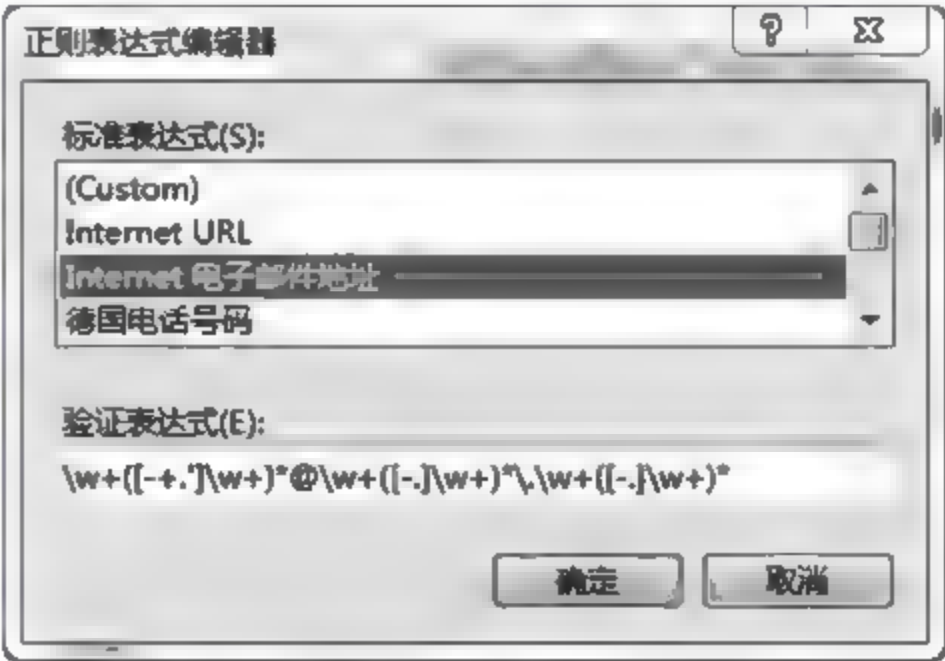 正则表达式编辑器
标准表达式(S):
(Custom)
Internet URL
Internet 电子邮件地址
德国电话号码
验证表达式(E):
\w+([-+.']\w+)*@\w+([-.]\w+)*\.\w+([-.]\w+)*
确定
取消